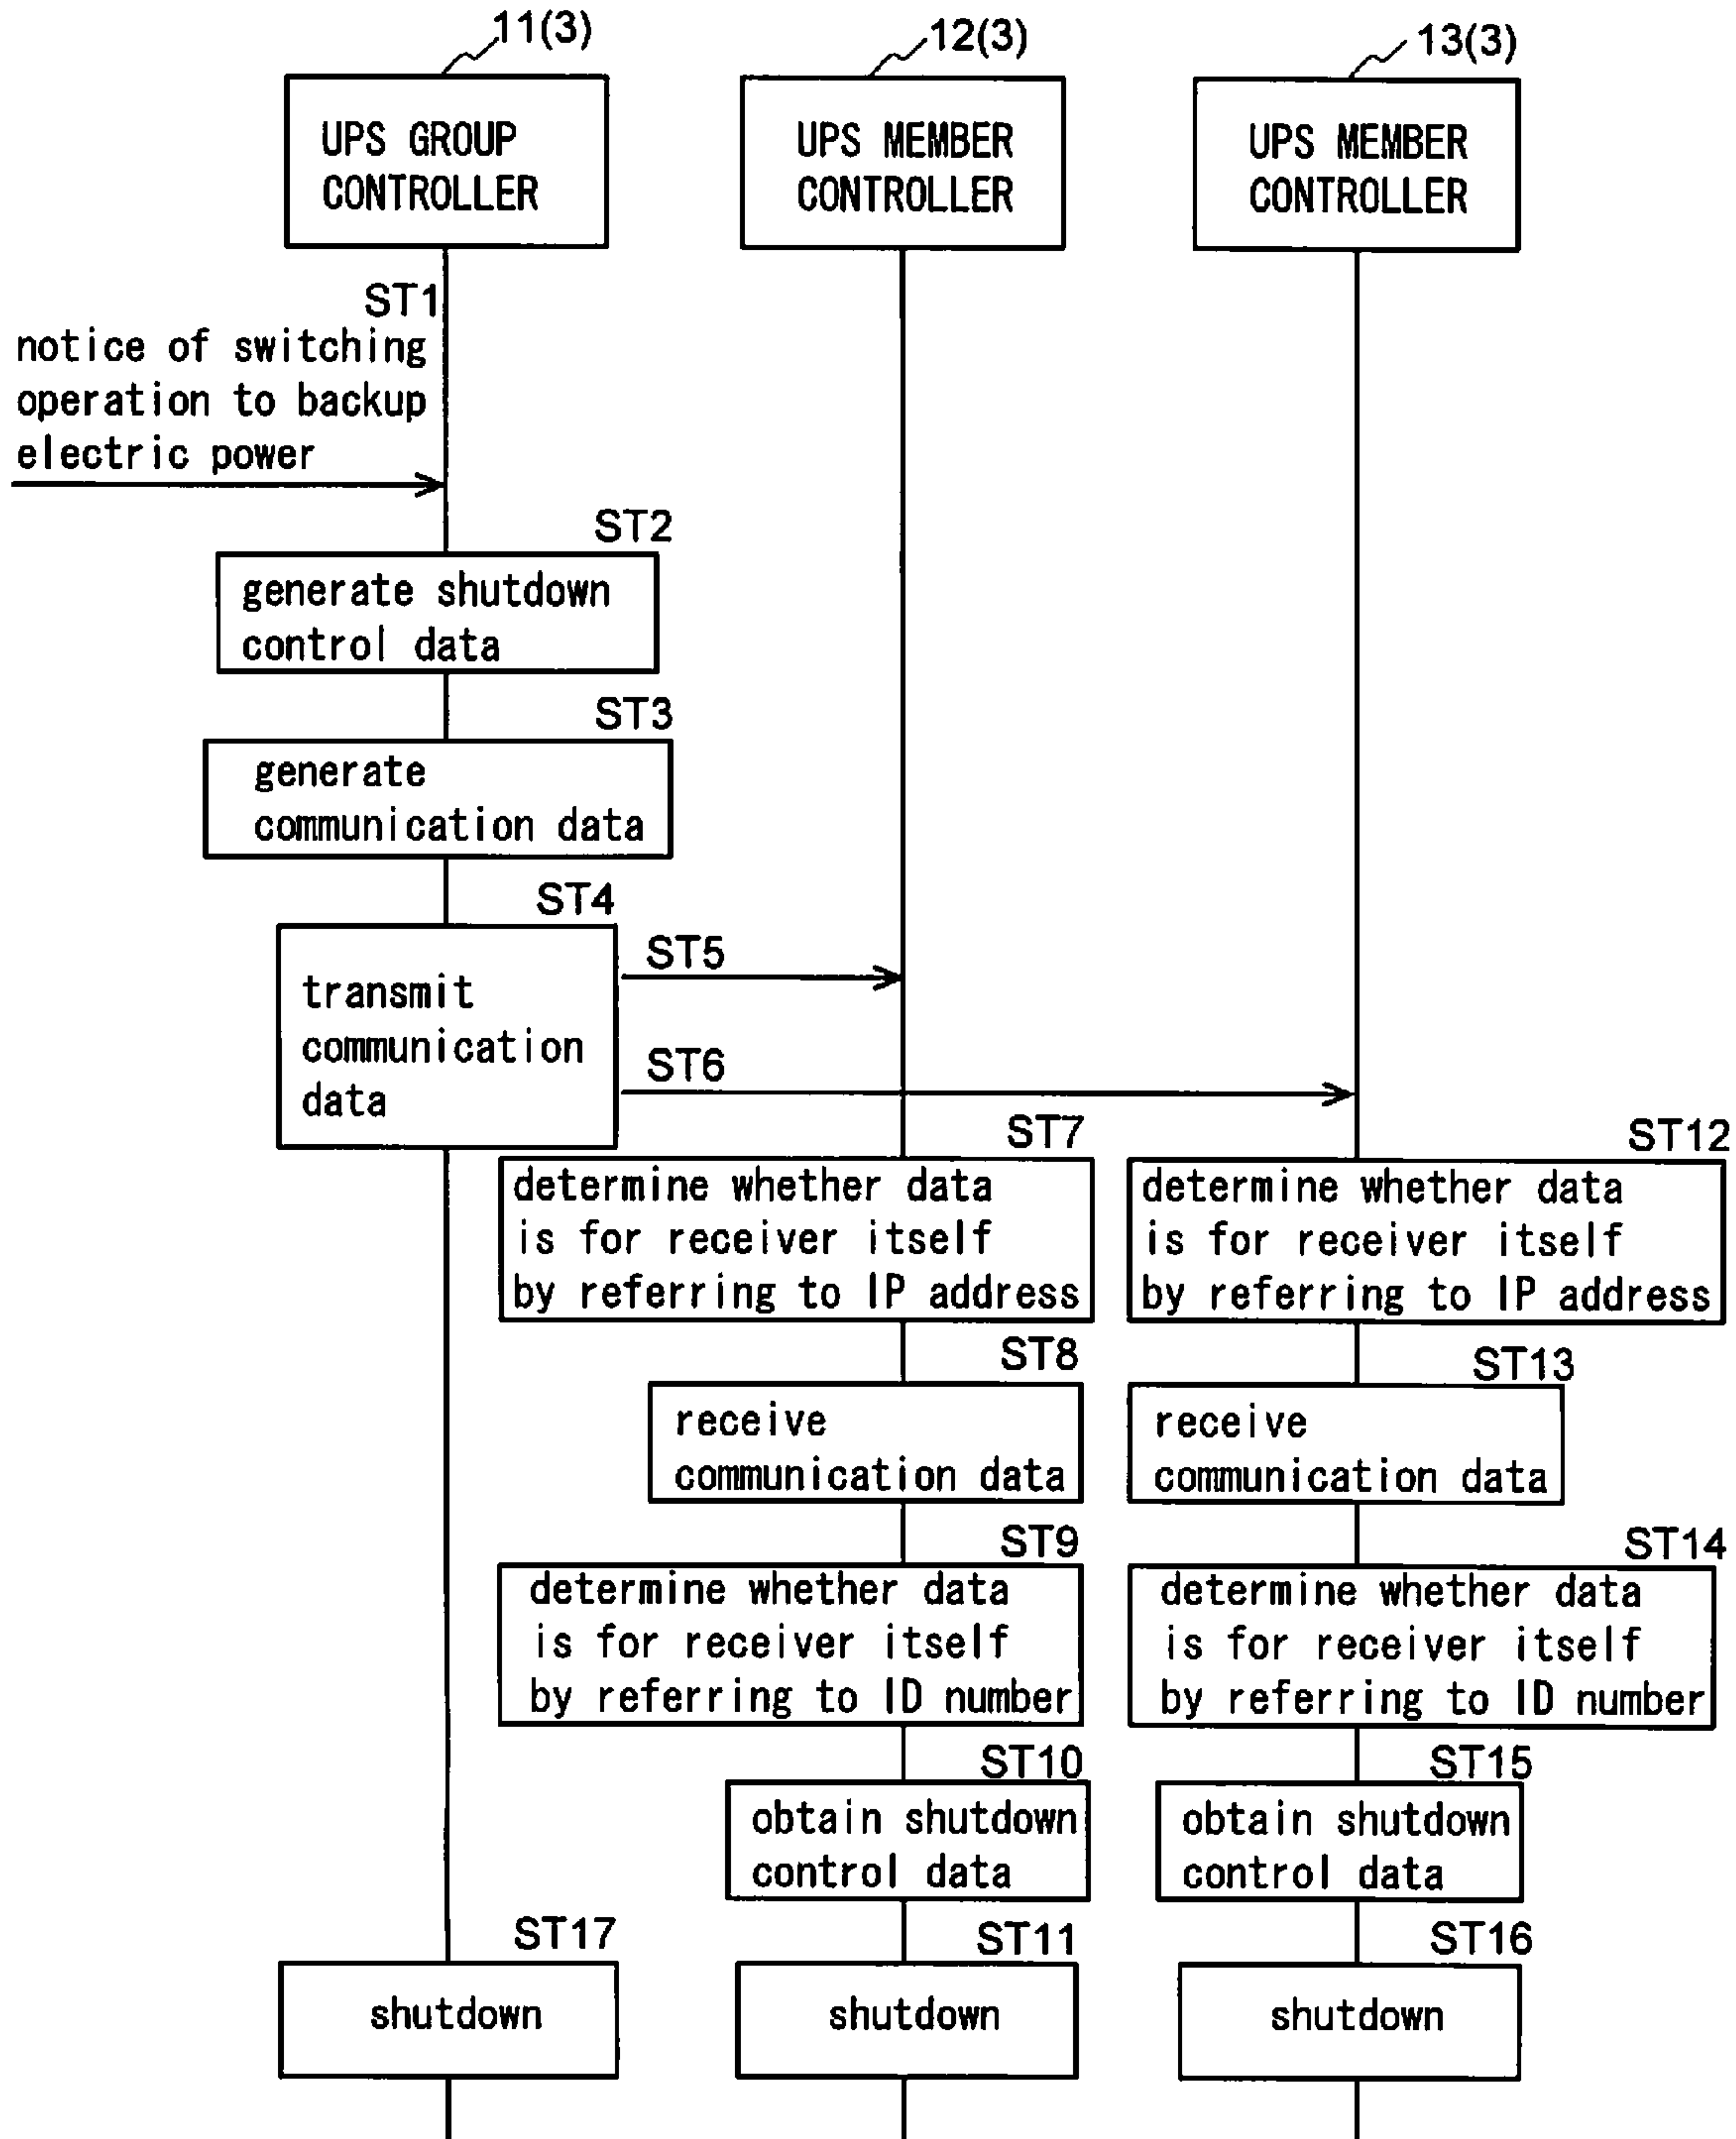 11(3)
12(3)
13(3)
UPS GROUP
CONTROLLER
UPS MEMBER
CONTROLLER
UPS MEMBER
CONTROLLER
ST1
notice of switching
operation to backup
electric power
ST2
generate shutdown
control data
ST3
generate
communication data
ST4
transmit
communication
data
ST5
ST6
ST7
determine whether data
is for receiver itself
by referring to IP address
ST12
determine whether data
is for receiver itself
by referring to IP address
ST8
receive
communication data
ST13
receive
communication data
ST9
determine whether data
is for receiver itself
by referring to ID number
ST14
determine whether data
is for receiver itself
by referring to ID number
ST10
obtain shutdown
control data
ST15
obtain shutdown
control data
ST17
shutdown
ST11
shutdown
ST16
shutdown